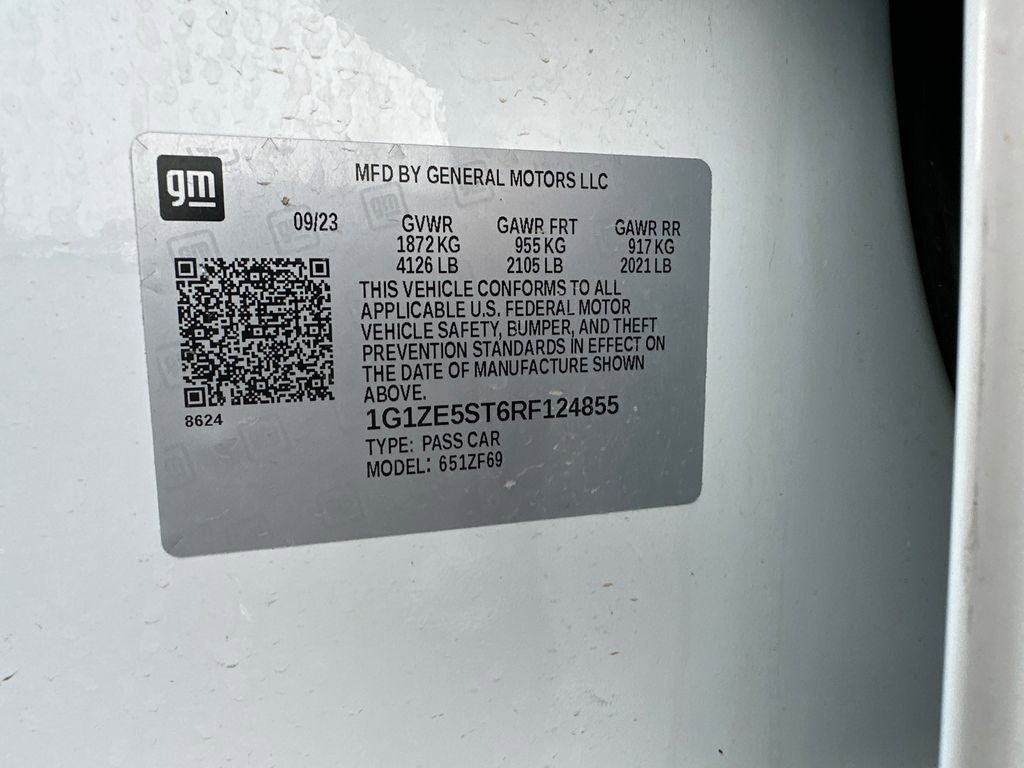 gm
MFD BY GENERAL MOTORS LLC
09/23 GVWR GAWR FRT GAWR RR
1872 KG 955 KG 917 KG
4126 LB 2105 LB 2021 LB
THIS VEHICLE CONFORMS TO ALL
APPLICABLE U.S. FEDERAL MOTOR
VEHICLE SAFETY, BUMPER, AND THEFT
PREVENTION STANDARDS IN EFFECT ON
THE DATE OF MANUFACTURE SHOWN
ABOVE.
8624
1G1ZE5ST6RF124855
TYPE: PASS CAR
MODEL: 651ZF69